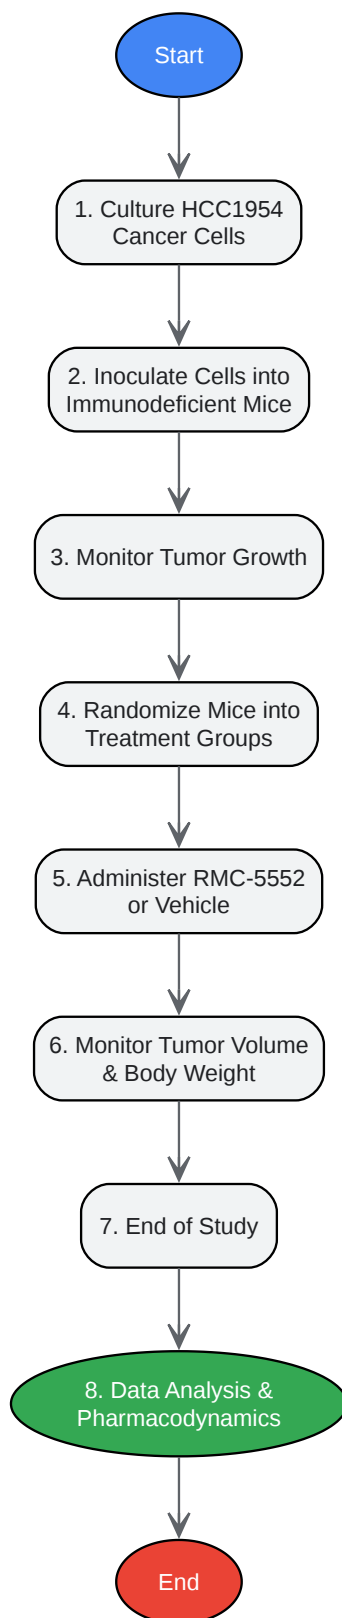 Start
1. Culture HCC1954
Cancer Cells
2. Inoculate Cells into
Immunodeficient Mice
3. Monitor Tumor Growth
4. Randomize Mice into
Treatment Groups
5. Administer RMC-5552
or Vehicle
6. Monitor Tumor Volume
& Body Weight
7. End of Study
8. Data Analysis &
Pharmacodynamics
End